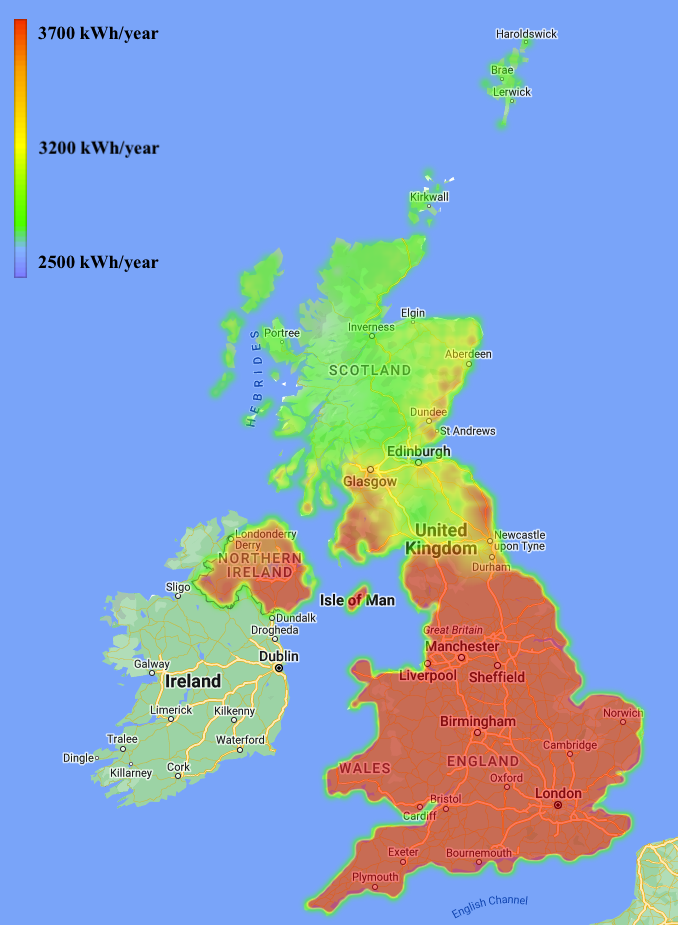 3700 kWh/year
3200 kWh/year
2500 kWh/year
Haroldswick
Brae
Lerwick
Kirkwall
Elgin
Inverness
Portree
Aberdeen
HEBRIDES
SCOTLAND
Dundee
St Andrews
Edinburgh
Glasgow
United
Kingdom
Newcastle
upon Tyne
Durham
Londonderry
Derry
NORTHERN
IRELAND
Sligo
Isle of Man
Dundalk
Drogheda
Great Britain
Manchester
Dublin
Galway
Liverpool
Sheffield
Ireland
Limerick
Kilkenny
Norwich
Birmingham
Tralee
Waterford
Cambridge
Dingle
Killarney
Cork
WALES
ENGLAND
Oxford
London
Bristol
Cardiff
Exeter
Bournemouth
Plymouth
English Channel